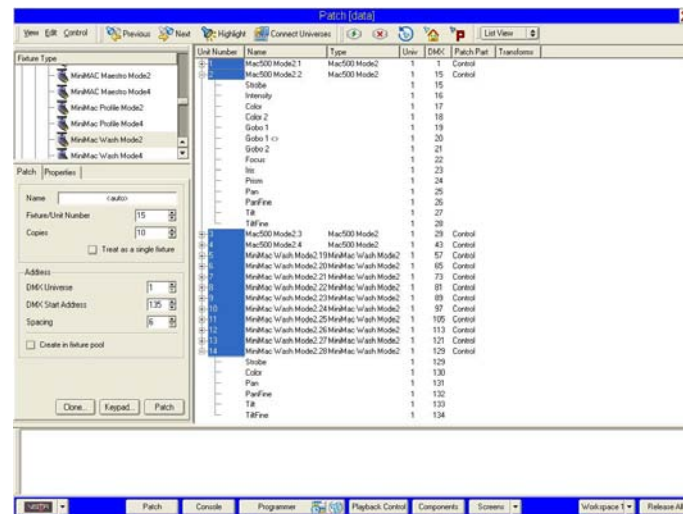 Patch [data]
View Edit Control Previous Next Highlight Connect Universes List View
Fixture Type
MiniMAC Maestro Mode2
MiniMAC Maestro Mode4
MiniMac Profile Mode2
MiniMac Profile Mode4
MiniMac Wash Mode2
MiniMac Wash Mode4
Patch Properties
Name <auto>
Fixture/Unit Number 15
Copies 10
Treat as a single fixture
Address
DMX Universe 1
DMX Start Address 135
Spacing 6
Create in fixture pool
Clone... Keypad... Patch
Unit Number Name Type Univ DMX Patch Part Transforms
1 Mac500 Mode2.1 Mac500 Mode2 1 1 Control
2 Mac500 Mode2.2 Mac500 Mode2 1 15 Control
Strobe 1 15
Intensity 1 16
Color 1 17
Color 2 1 18
Gobo 1 1 19
Gobo 1 <> 1 20
Gobo 2 1 21
Focus 1 22
Iris 1 23
Prism 1 24
Pan 1 25
PanFine 1 26
Tilt 1 27
TiltFine 1 28
3 Mac500 Mode2.3 Mac500 Mode2 1 29 Control
4 Mac500 Mode2.4 Mac500 Mode2 1 43 Control
5 MiniMac Wash Mode2.19 MiniMac Wash Mode2 1 57 Control
6 MiniMac Wash Mode2.20 MiniMac Wash Mode2 1 65 Control
7 MiniMac Wash Mode2.21 MiniMac Wash Mode2 1 73 Control
8 MiniMac Wash Mode2.22 MiniMac Wash Mode2 1 81 Control
9 MiniMac Wash Mode2.23 MiniMac Wash Mode2 1 89 Control
10 MiniMac Wash Mode2.24 MiniMac Wash Mode2 1 97 Control
11 MiniMac Wash Mode2.25 MiniMac Wash Mode2 1 105 Control
12 MiniMac Wash Mode2.26 MiniMac Wash Mode2 1 113 Control
13 MiniMac Wash Mode2.27 MiniMac Wash Mode2 1 121 Control
14 MiniMac Wash Mode2.28 MiniMac Wash Mode2 1 129 Control
Strobe 1 129
Color 1 130
Pan 1 131
PanFine 1 132
Tilt 1 133
TiltFine 1 134
Patch Console Programmer Playback Control Components Screens Workspace 1 Release All